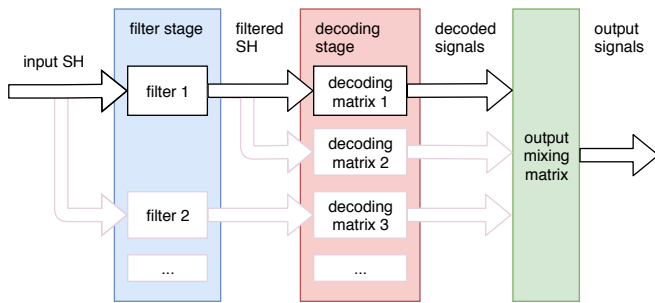 filter stage
filtered
SH
decoding
stage
decoded
signals
output
signals
input SH
filter 1
decoding
matrix 1
decoding
matrix 2
output
mixing
matrix
filter 2
decoding
matrix 3
...
...